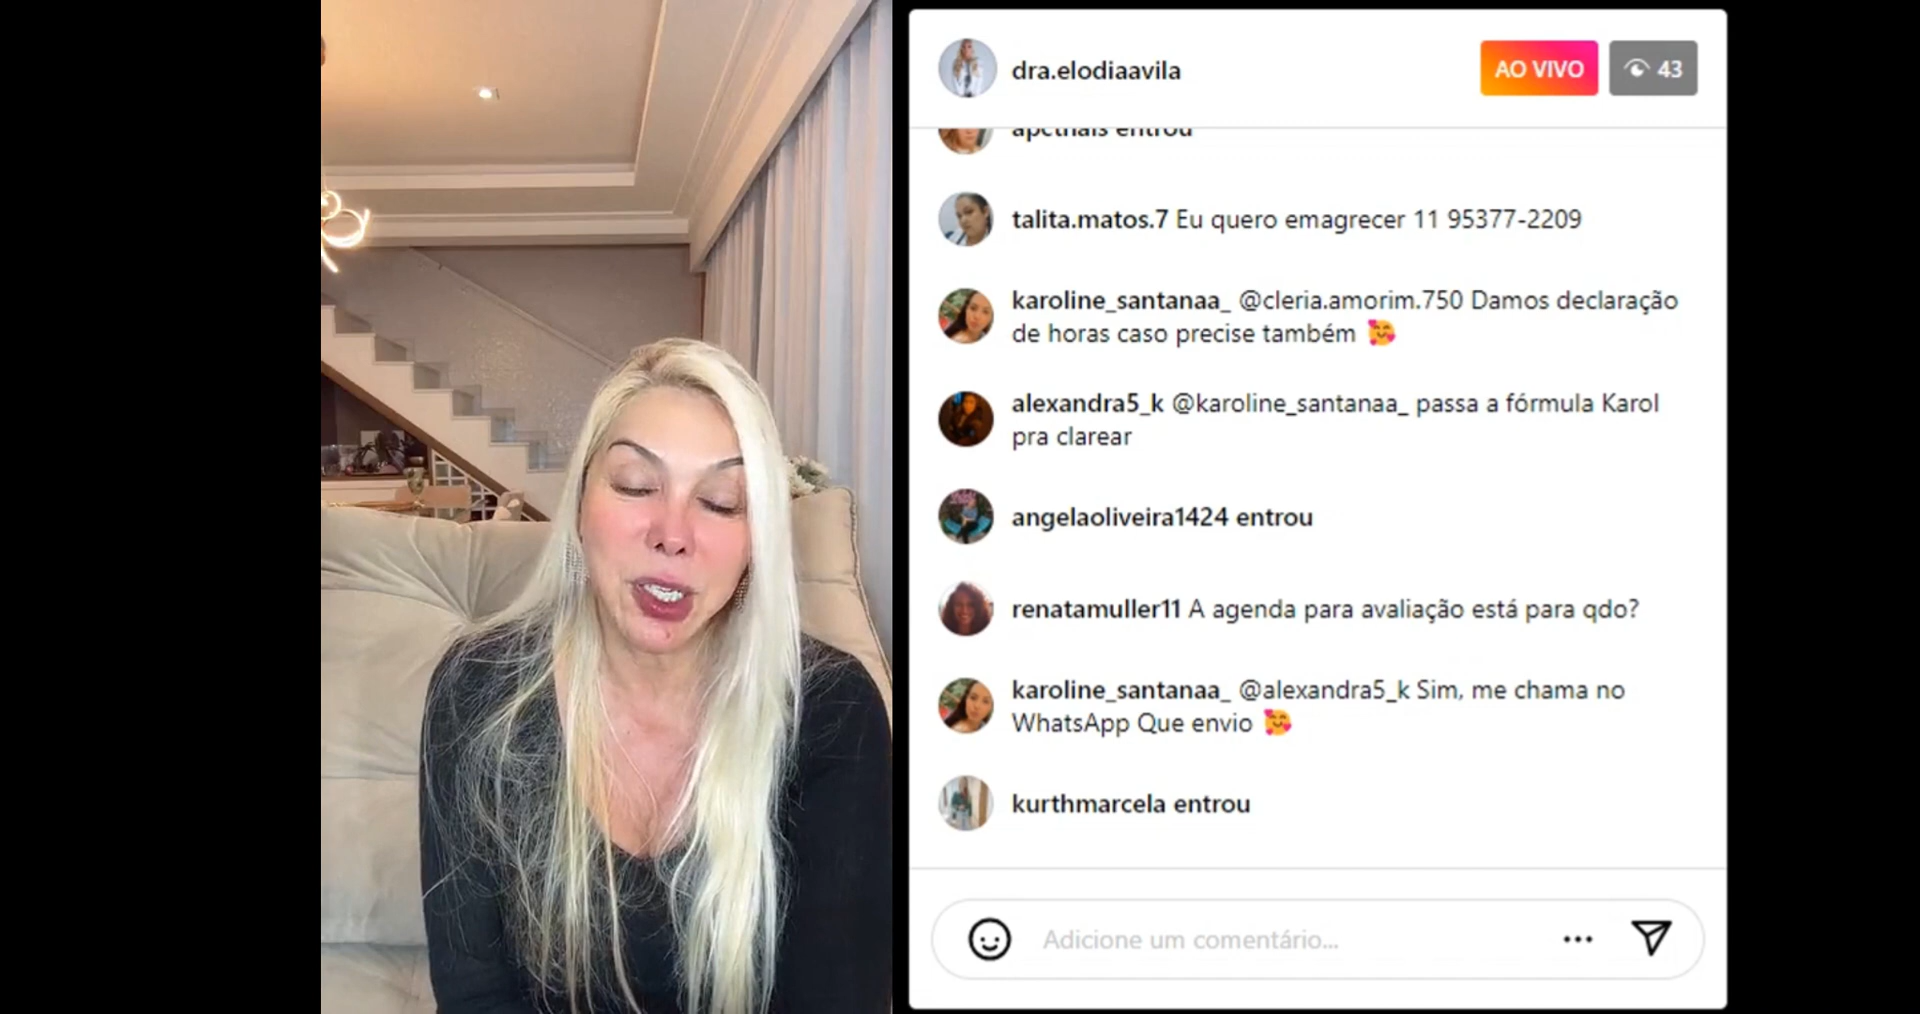 dra.elodiaavila
AO VIVO
43
apcthais entrou
talita.matos.7 Eu quero emagrecer 11 95377-2209
karoline_santanaa_ @cleria.amorim.750 Damos declaração
de horas caso precise também 🥰
alexandra5_k @karoline_santanaa_ passa a fórmula Karol
pra clarear
angelaoliveira1424 entrou
renatamuller11 A agenda para avaliação está para qdo?
karoline_santanaa_ @alexandra5_k Sim, me chama no
WhatsApp Que envio 🥰
kurthmarcela entrou
Adicione um comentário...